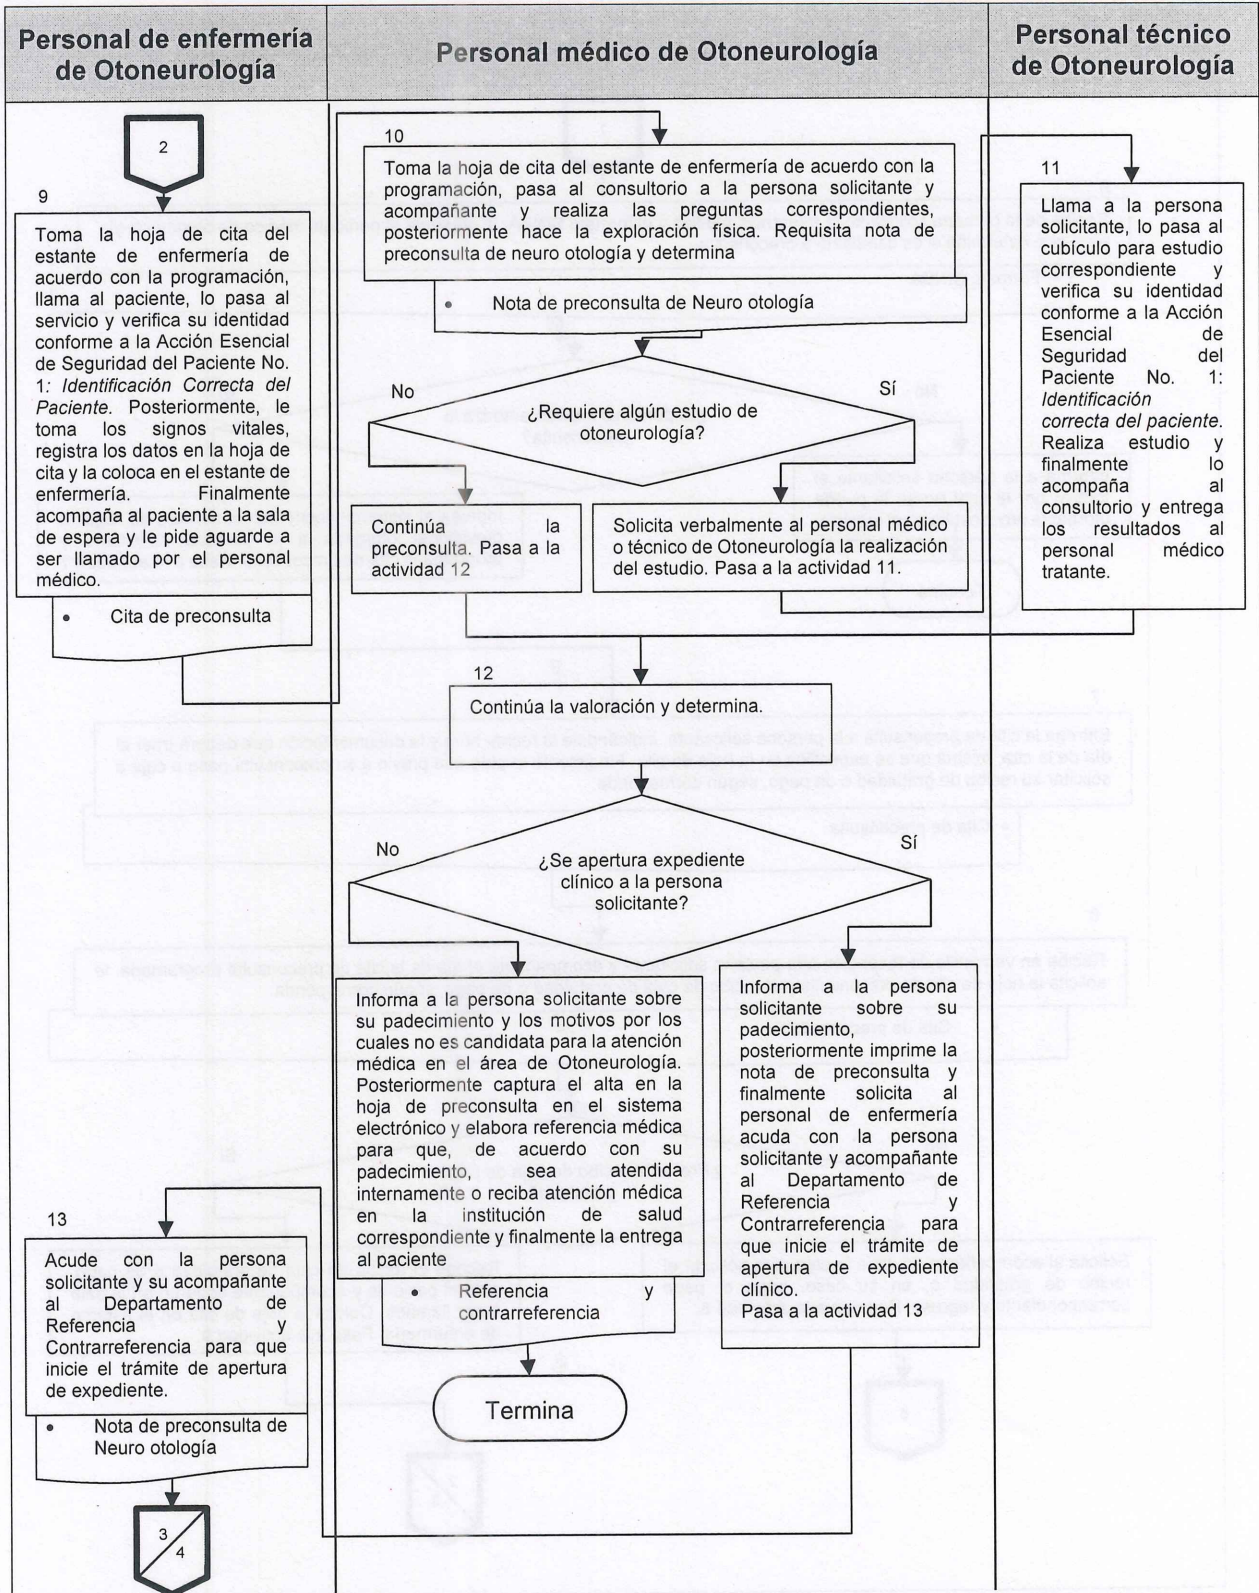 Personal de enfermería
de Otoneurología
Personal médico de Otoneurología
Personal técnico
de Otoneurología
2
9
Toma la hoja de cita del
estante de enfermería de
acuerdo con la programación,
llama al paciente, lo pasa al
servicio y verifica su identidad
conforme a la Acción Esencial
de Seguridad del Paciente No.
1: Identificación Correcta del
Paciente. Posteriormente, le
toma los signos vitales,
registra los datos en la hoja de
cita y la coloca en el estante de
enfermería. Finalmente
acompaña al paciente a la sala
de espera y le pide aguarde a
ser llamado por el personal
médico.
• Cita de preconsulta
10
Toma la hoja de cita del estante de enfermería de acuerdo con la
programación, pasa al consultorio a la persona solicitante y
acompañante y realiza las preguntas correspondientes,
posteriormente hace la exploración física. Requisita nota de
preconsulta de neuro otología y determina
• Nota de preconsulta de Neuro otología
No
¿Requiere algún estudio de
otoneurología?
Sí
Continúa la
preconsulta. Pasa a la
actividad 12
Solicita verbalmente al personal médico
o técnico de Otoneurología la realización
del estudio. Pasa a la actividad 11.
11
Llama a la persona
solicitante, lo pasa al
cubículo para estudio
correspondiente y
verifica su identidad
conforme a la Acción
Esencial de
Seguridad del
Paciente No. 1:
Identificación
correcta del paciente.
Realiza estudio y
finalmente lo
acompaña al
consultorio y entrega
los resultados al
personal médico
tratante.
12
Continúa la valoración y determina.
No
¿Se apertura expediente
clínico a la persona
solicitante?
Sí
Informa a la persona solicitante sobre
su padecimiento y los motivos por los
cuales no es candidata para la atención
médica en el área de Otoneurología.
Posteriormente captura el alta en la
hoja de preconsulta en el sistema
electrónico y elabora referencia médica
para que, de acuerdo con su
padecimiento, sea atendida
internamente o reciba atención médica
en la institución de salud
correspondiente y finalmente la entrega
al paciente
• Referencia y
contrarreferencia
Termina
Informa a la persona
solicitante sobre su
padecimiento,
posteriormente imprime la
nota de preconsulta y
finalmente solicita al
personal de enfermería
acuda con la persona
solicitante y acompañante
al Departamento de
Referencia y
Contrarreferencia para
que inicie el trámite de
apertura de expediente
clínico.
Pasa a la actividad 13
13
Acude con la persona
solicitante y su acompañante
al Departamento de
Referencia y
Contrarreferencia para que
inicie el trámite de apertura
de expediente.
• Nota de preconsulta de
Neuro otología
3
4